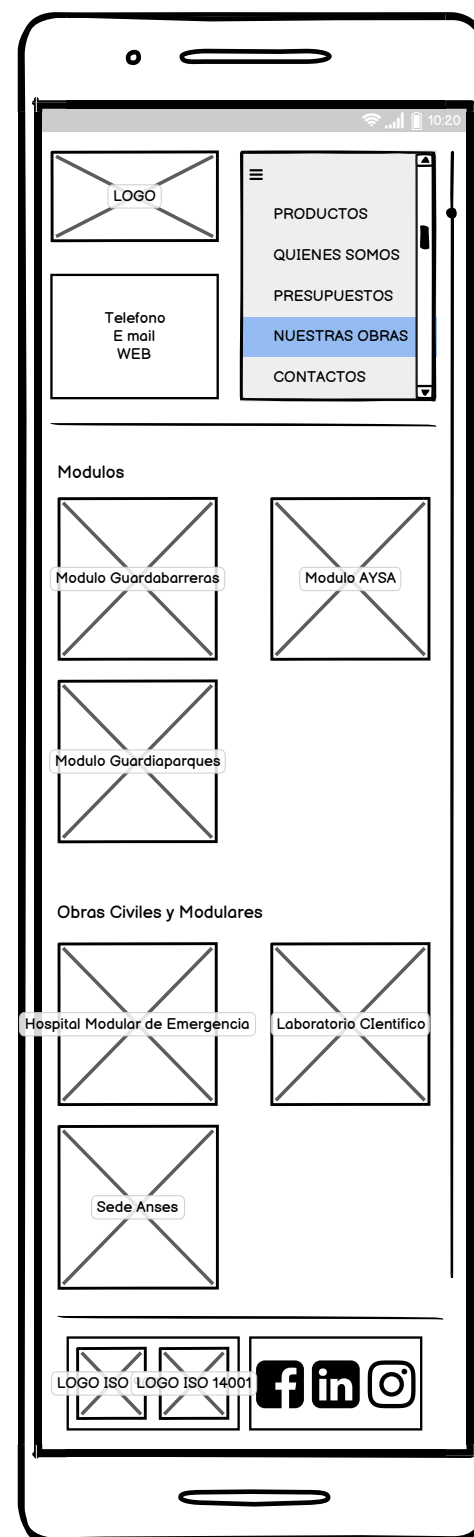 10:20
LOGO
Telefono
E mail
WEB
PRODUCTOS
QUIENES SOMOS
PRESUPUESTOS
NUESTRAS OBRAS
CONTACTOS
Modulos
Modulo Guardabarreras
Modulo AYSA
Modulo Guardiaparques
Obras Civiles y Modulares
Hospital Modular de Emergencia
Laboratorio CIentifico
Sede Anses
LOGO ISO
LOGO ISO 14001